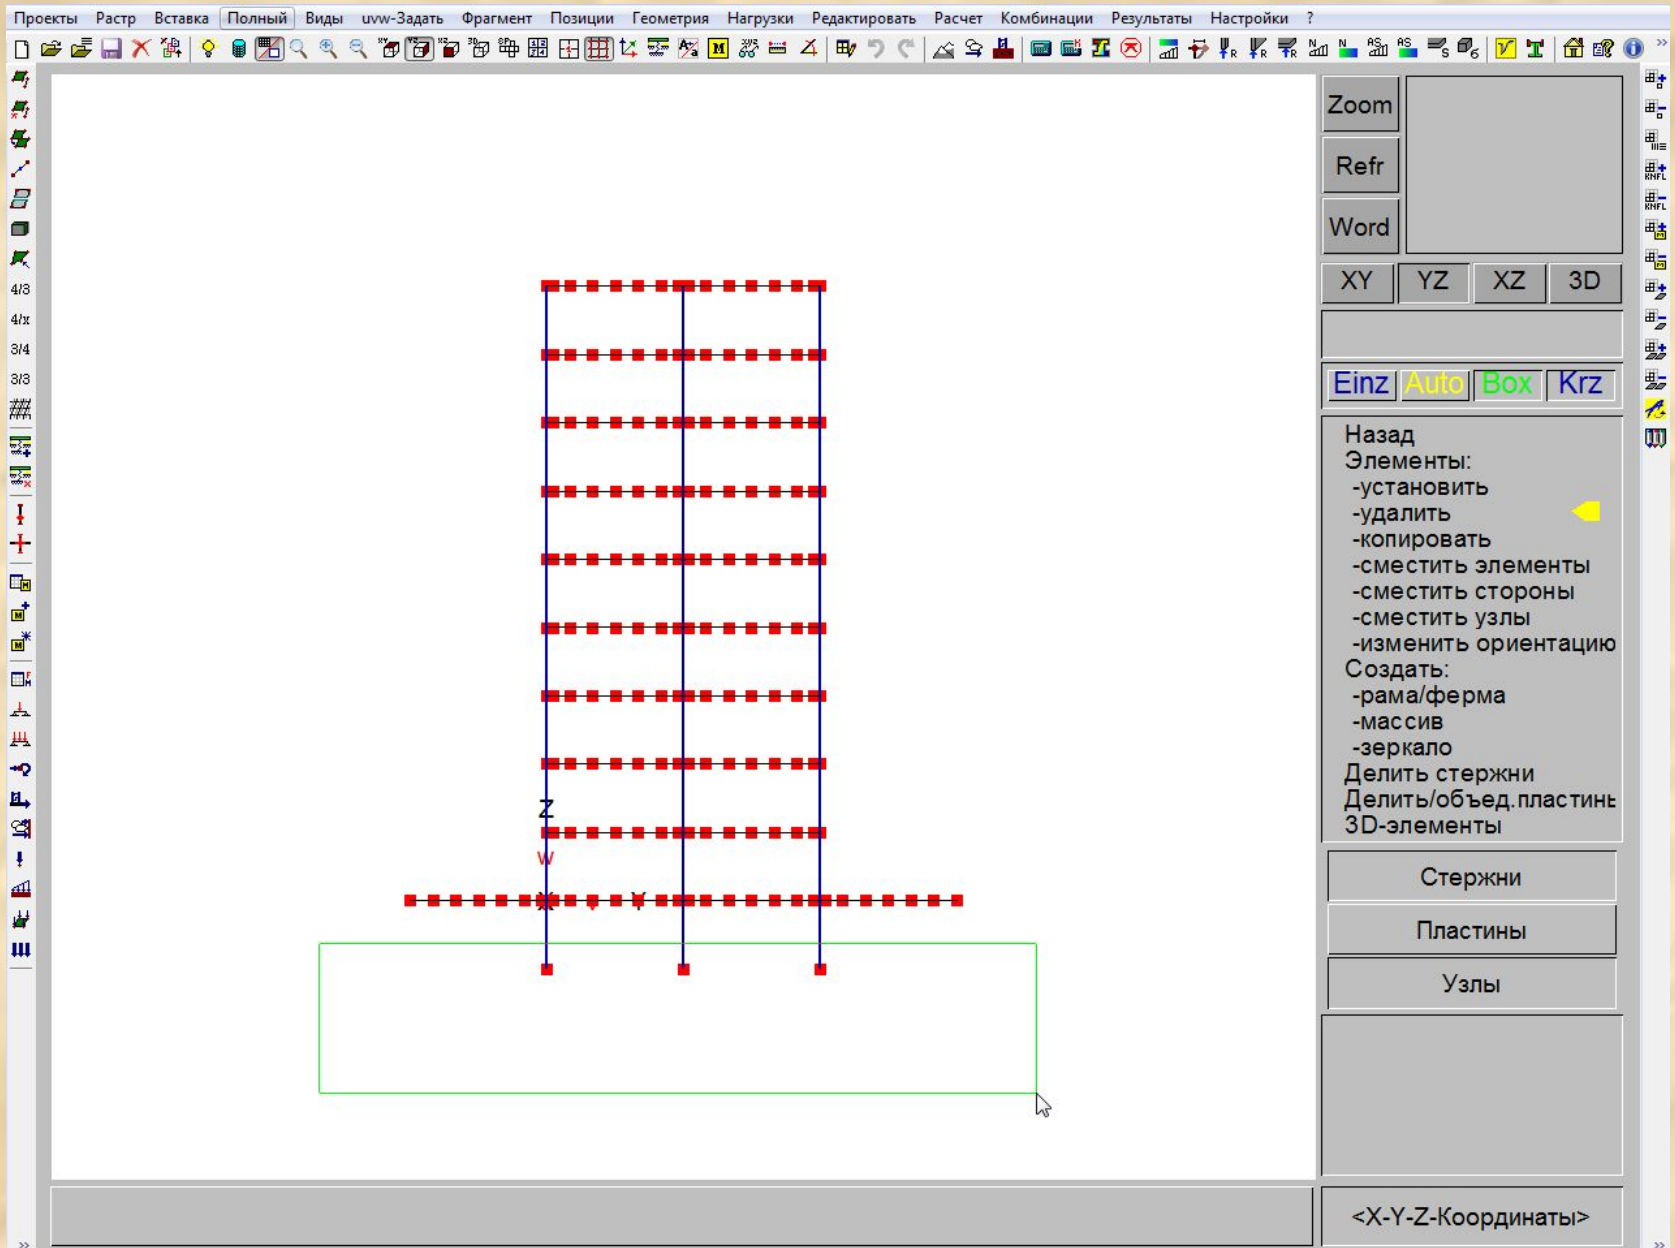 Проекты Растр Вставка Полный Виды uvw-Задать Фрагмент Позиции Геометрия Нагрузки Редактировать Расчет Комбинации Результаты Настройки ?
Zoom
Refr
Word
XY YZ XZ 3D
Einz Auto Box Krz
Назад
Элементы:
-установить
-удалить
-копировать
-сместить элементы
-сместить стороны
-сместить узлы
-изменить ориентацию
Создать:
-рама/ферма
-массив
-зеркало
Делить стержни
Делить/объед.пластинь
3D-элементы
Стержни
Пластины
Узлы
<X-Y-Z-Координаты>
4/3
4/x
3/4
3/3
Z
W
X Y